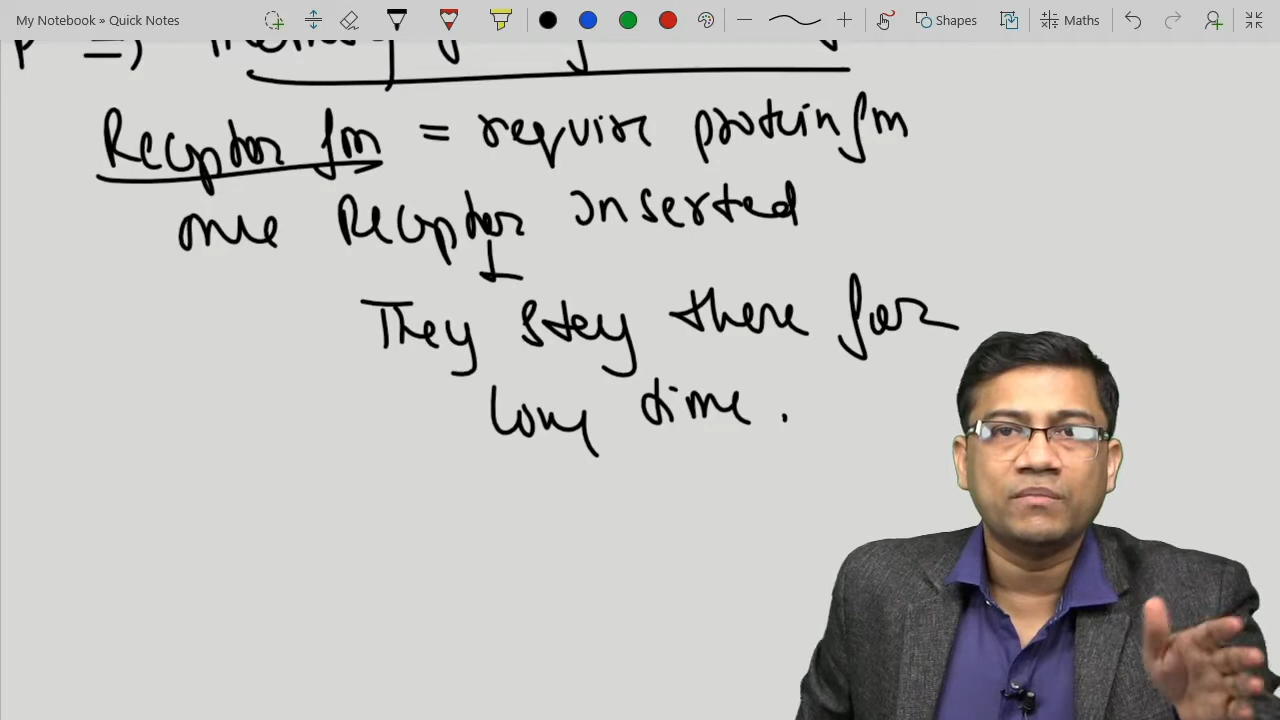 My Notebook » Quick Notes
Shapes
Maths
Receptor fm = require protein fm
once Receptor inserted
They stay there for
long time.